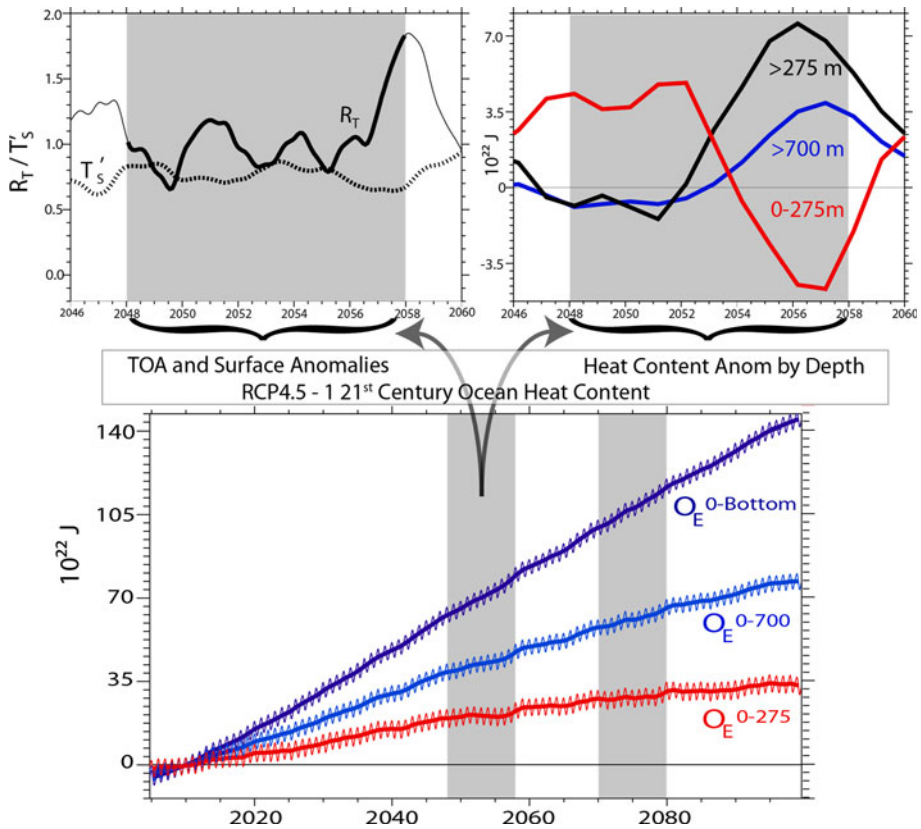 2.0
1.5
1.0
0.5
0.0
R_T / T'_S
R_T
T'_S
2046 2048 2050 2052 2054 2056 2058 2060
7.0
3.5
0
-3.5
10²² J
>275 m
>700 m
0-275m
2046 2048 2050 2052 2054 2056 2058 2060
TOA and Surface Anomalies
Heat Content Anom by Depth
RCP4.5 - 1 21st Century Ocean Heat Content
140
105
70
35
0
10²² J
O_E 0-Bottom
O_E 0-700
O_E 0-275
2020 2040 2060 2080